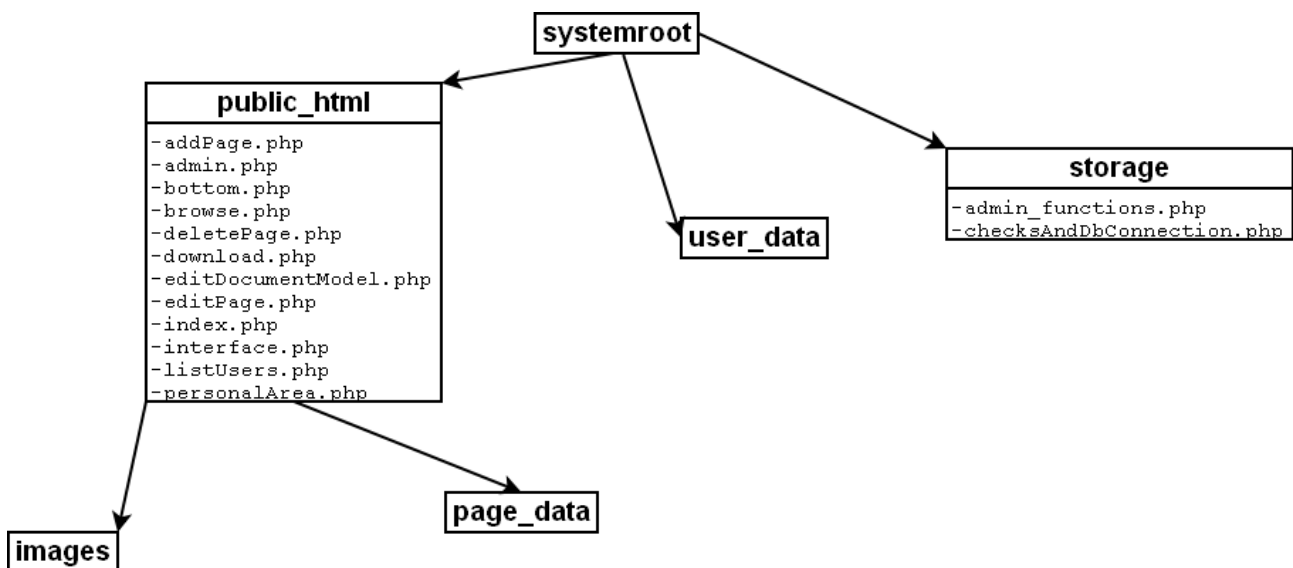 systemroot
public_html
-addPage.php
-admin.php
-bottom.php
-browse.php
-deletePage.php
-download.php
-editDocumentModel.php
-editPage.php
-index.php
-interface.php
-listUsers.php
-personalArea.php
storage
-admin_functions.php
-checksAndDbConnection.php
user_data
page_data
images